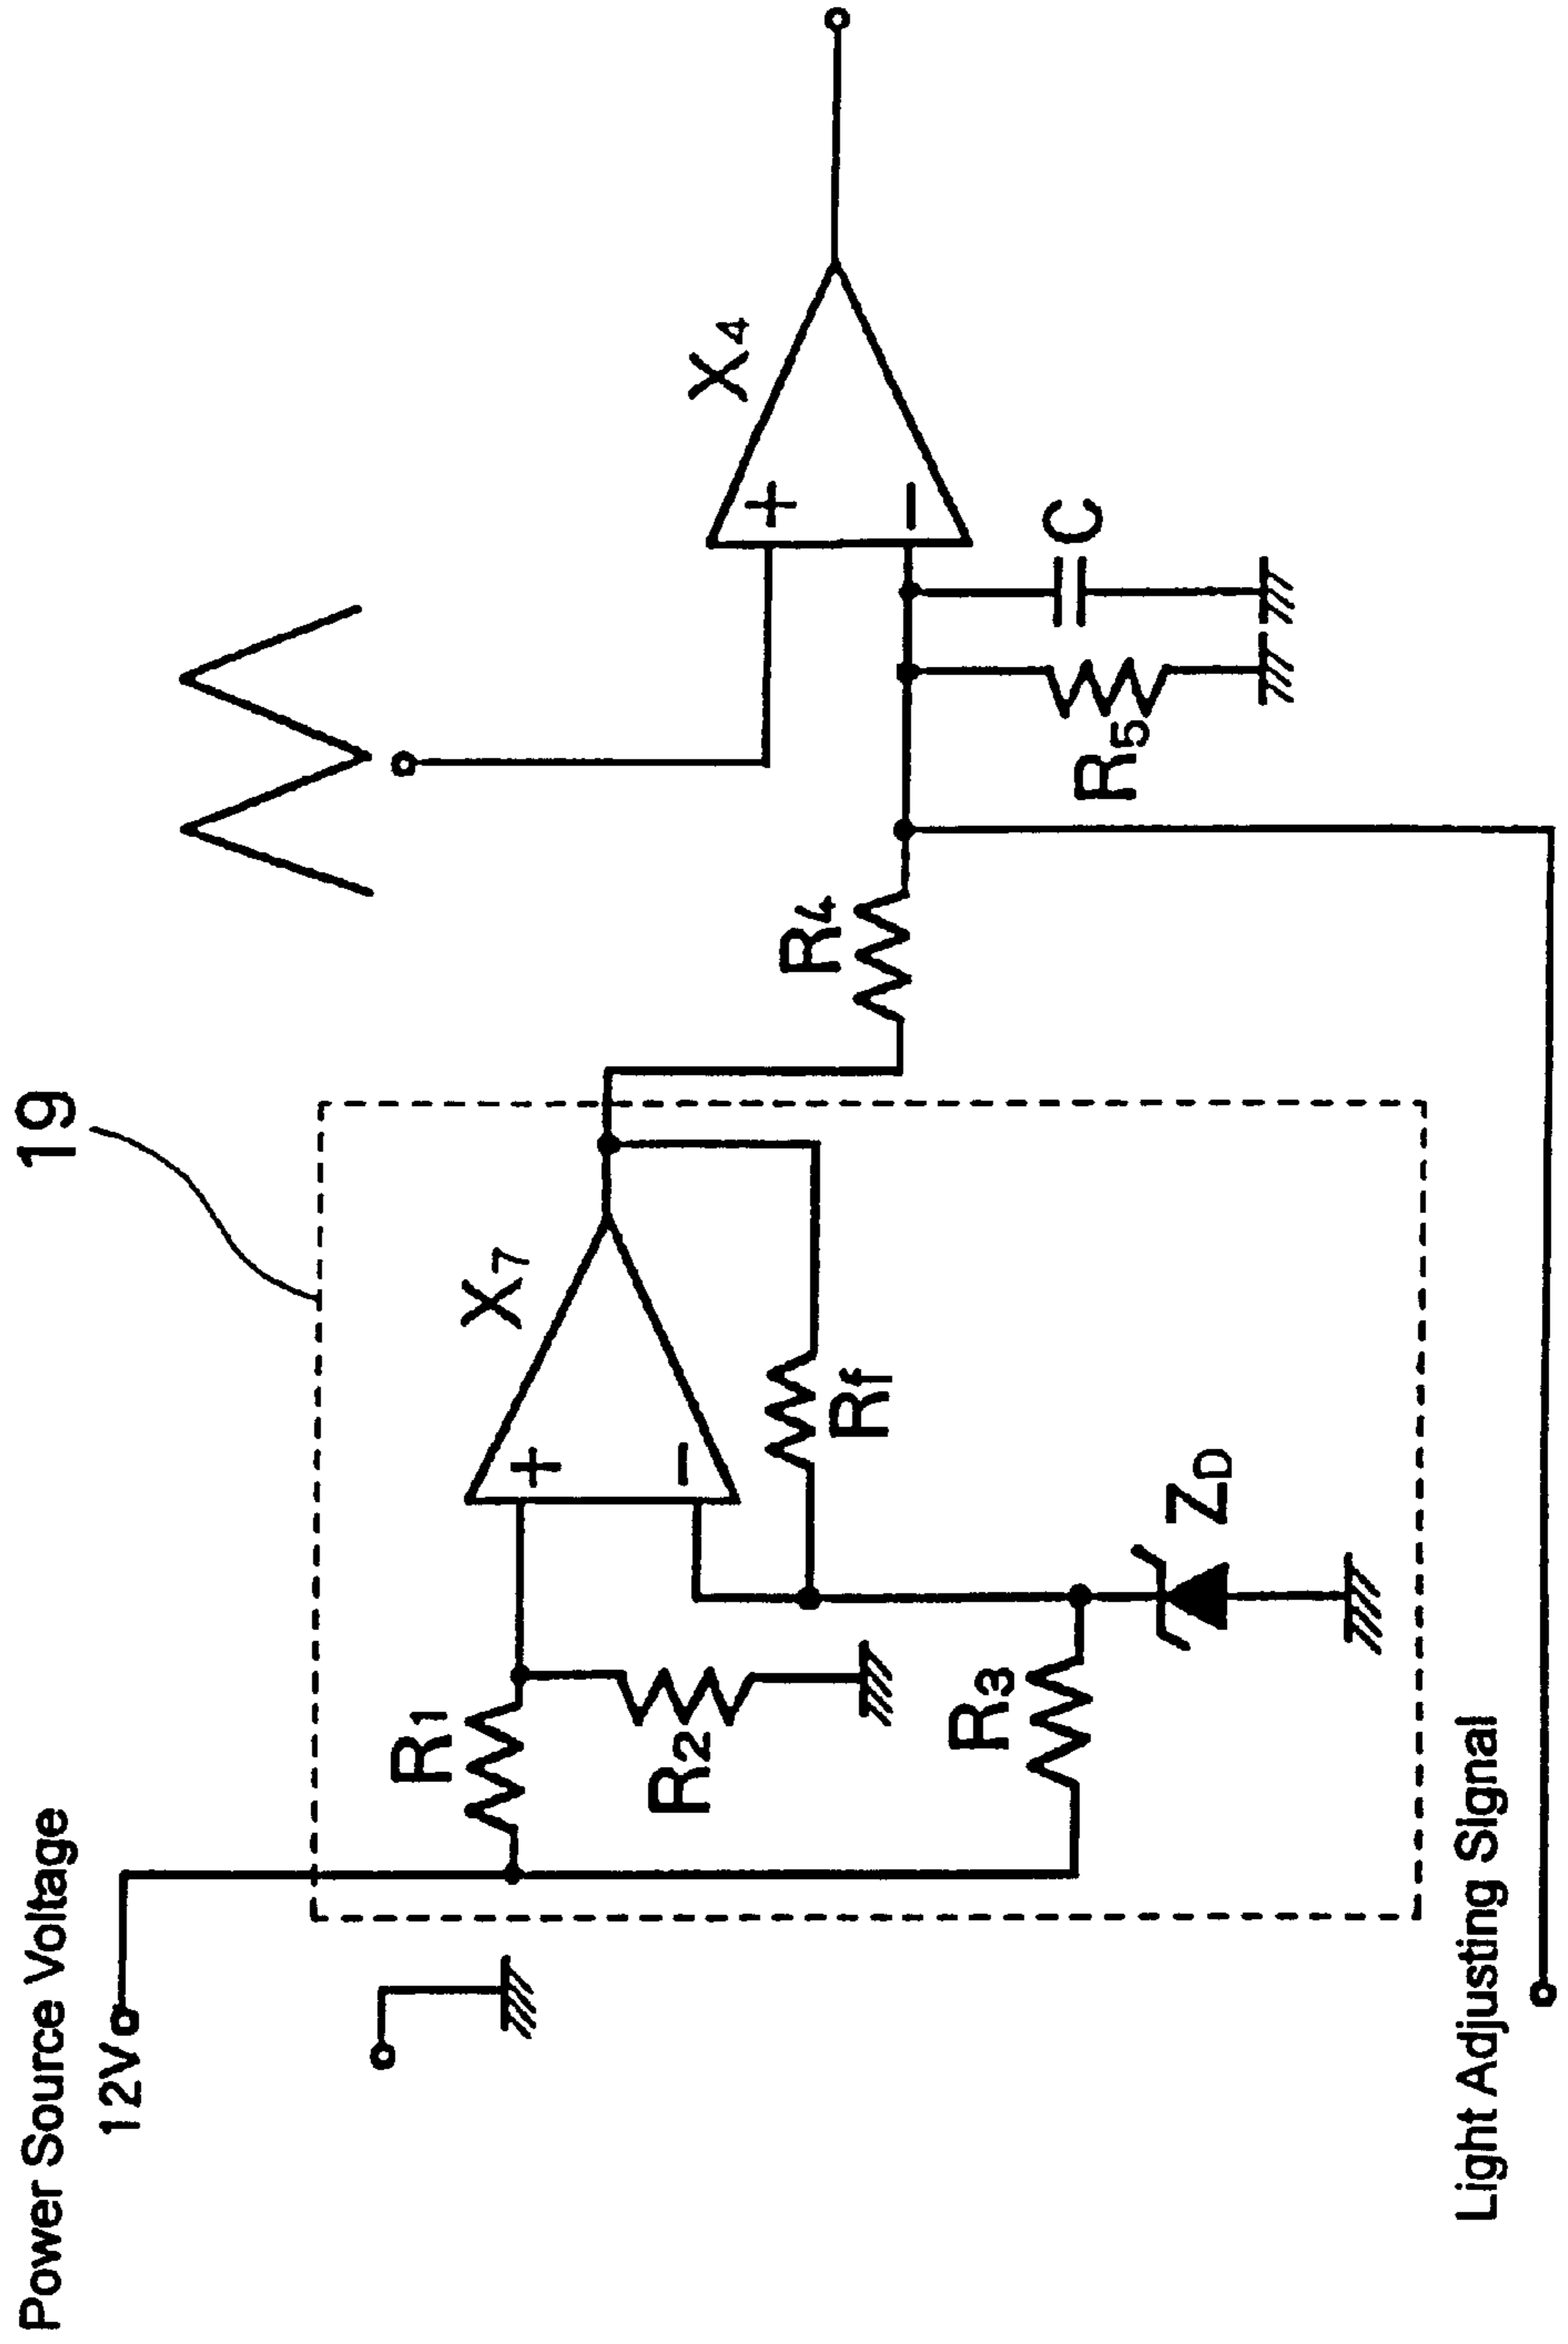 19
Power Source Voltage
12V
R1
R2
R3
X7
+
−
Rf
ZD
R4
R5
C
X4
+
−
Light Adjusting Signal